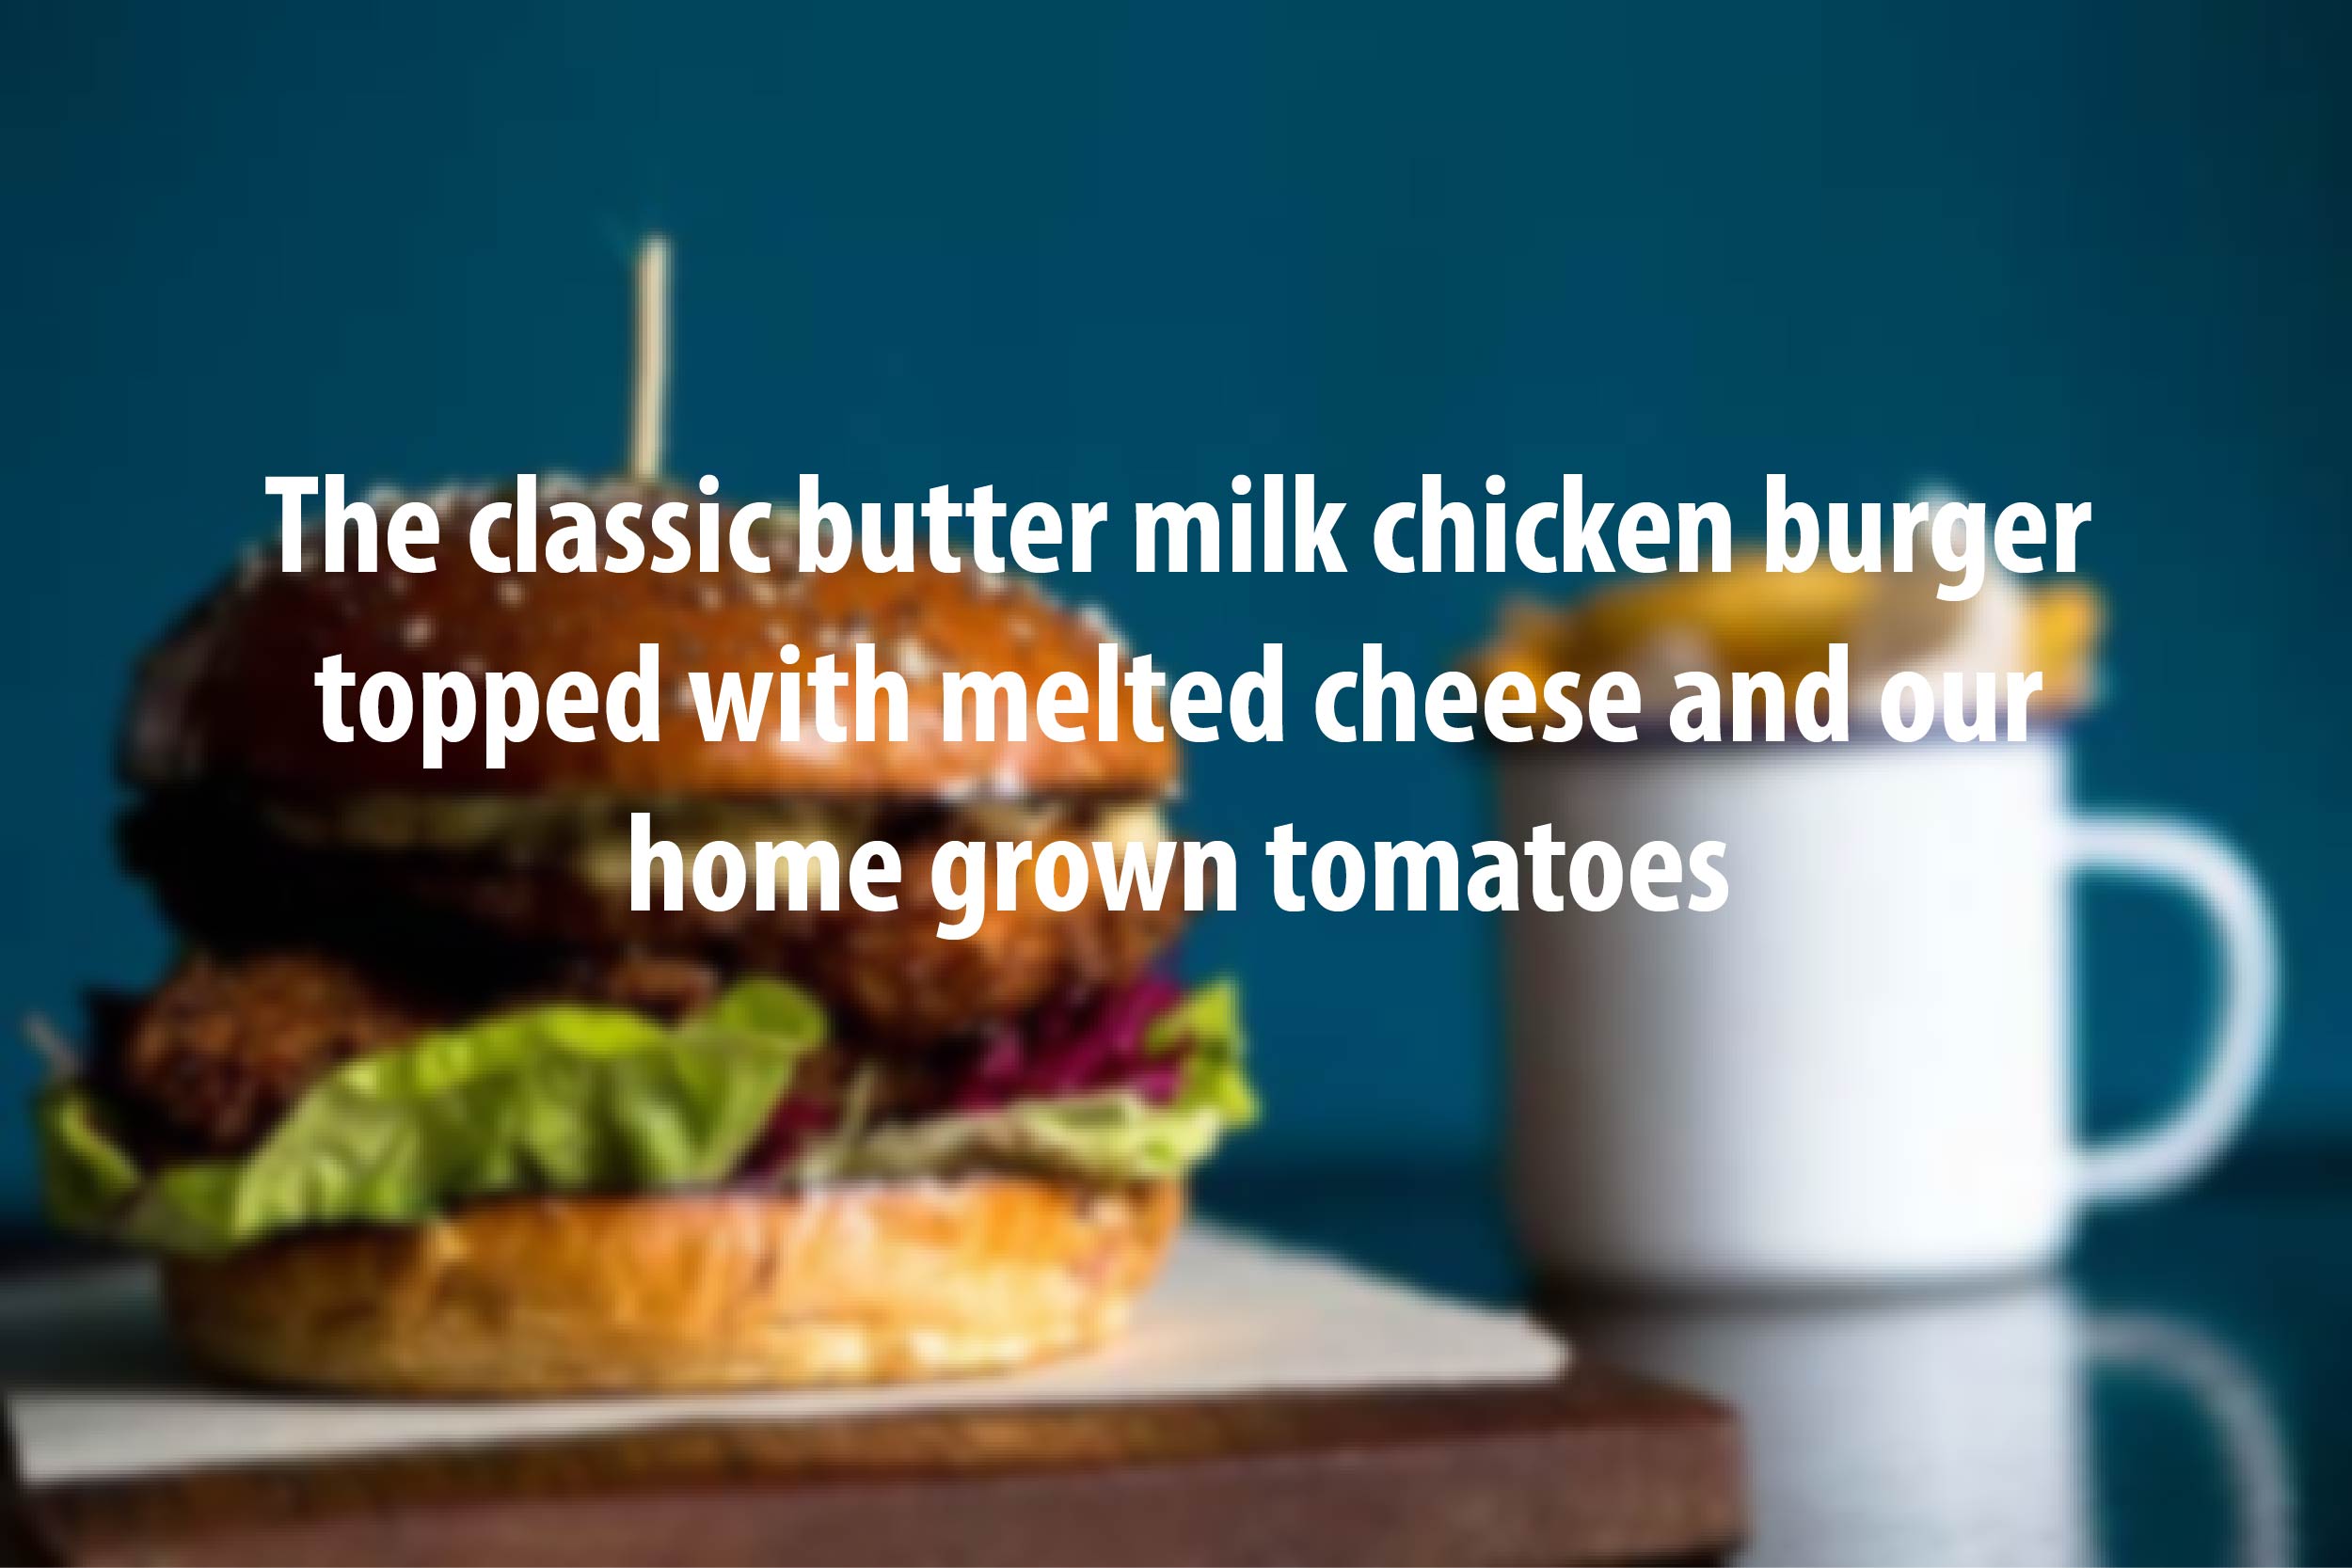 The classic butter milk chicken burger
topped with melted cheese and our
home grown tomatoes